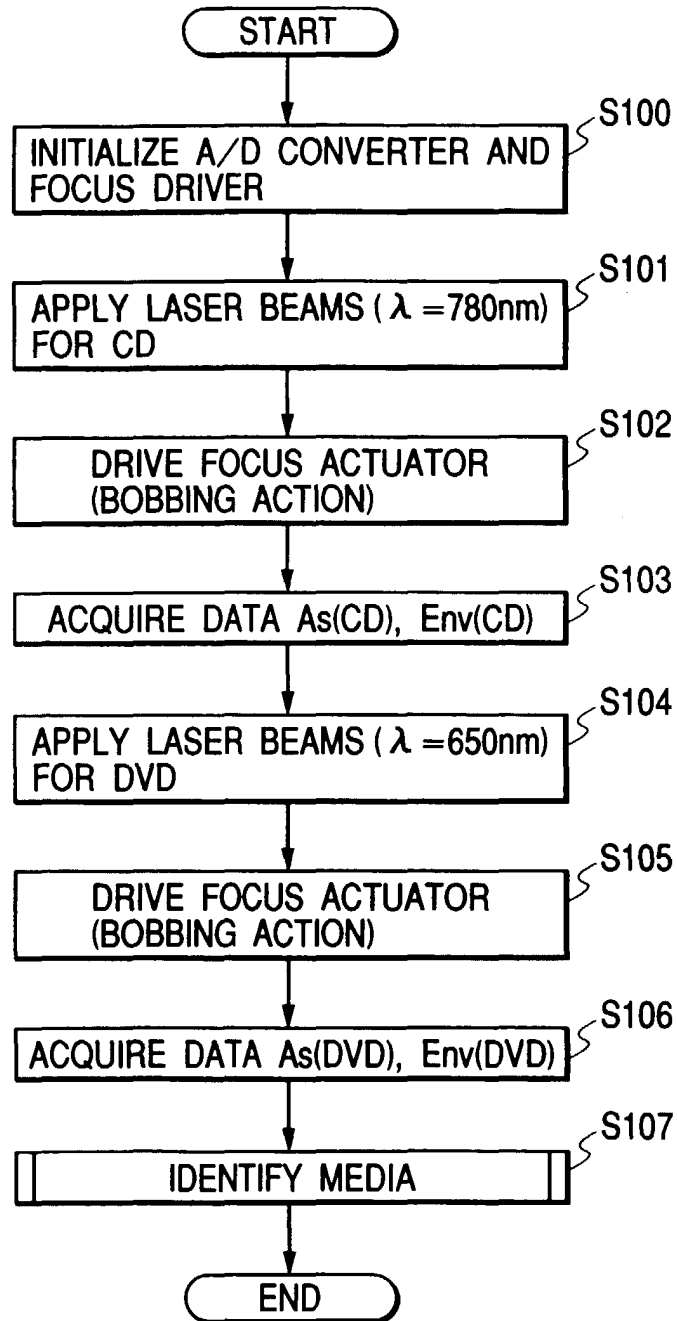 START
S100
INITIALIZE A/D CONVERTER AND
FOCUS DRIVER
S101
APPLY LASER BEAMS (λ=780nm)
FOR CD
S102
DRIVE FOCUS ACTUATOR
(BOBBING ACTION)
S103
ACQUIRE DATA As(CD), Env(CD)
S104
APPLY LASER BEAMS (λ=650nm)
FOR DVD
S105
DRIVE FOCUS ACTUATOR
(BOBBING ACTION)
S106
ACQUIRE DATA As(DVD), Env(DVD)
S107
IDENTIFY MEDIA
END